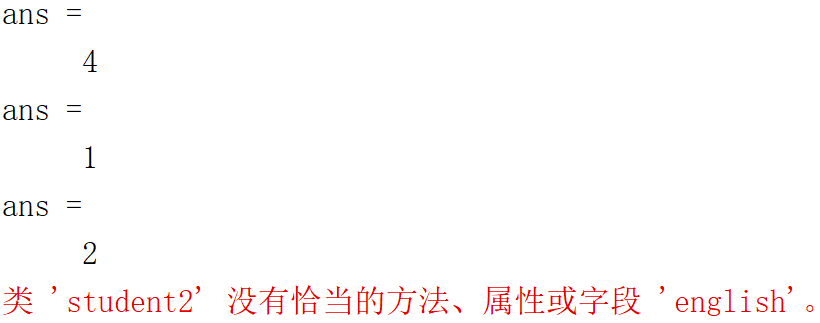 ans =
4
ans =
1
ans =
2
类 'student2' 没有恰当的方法、属性或字段 'english'。